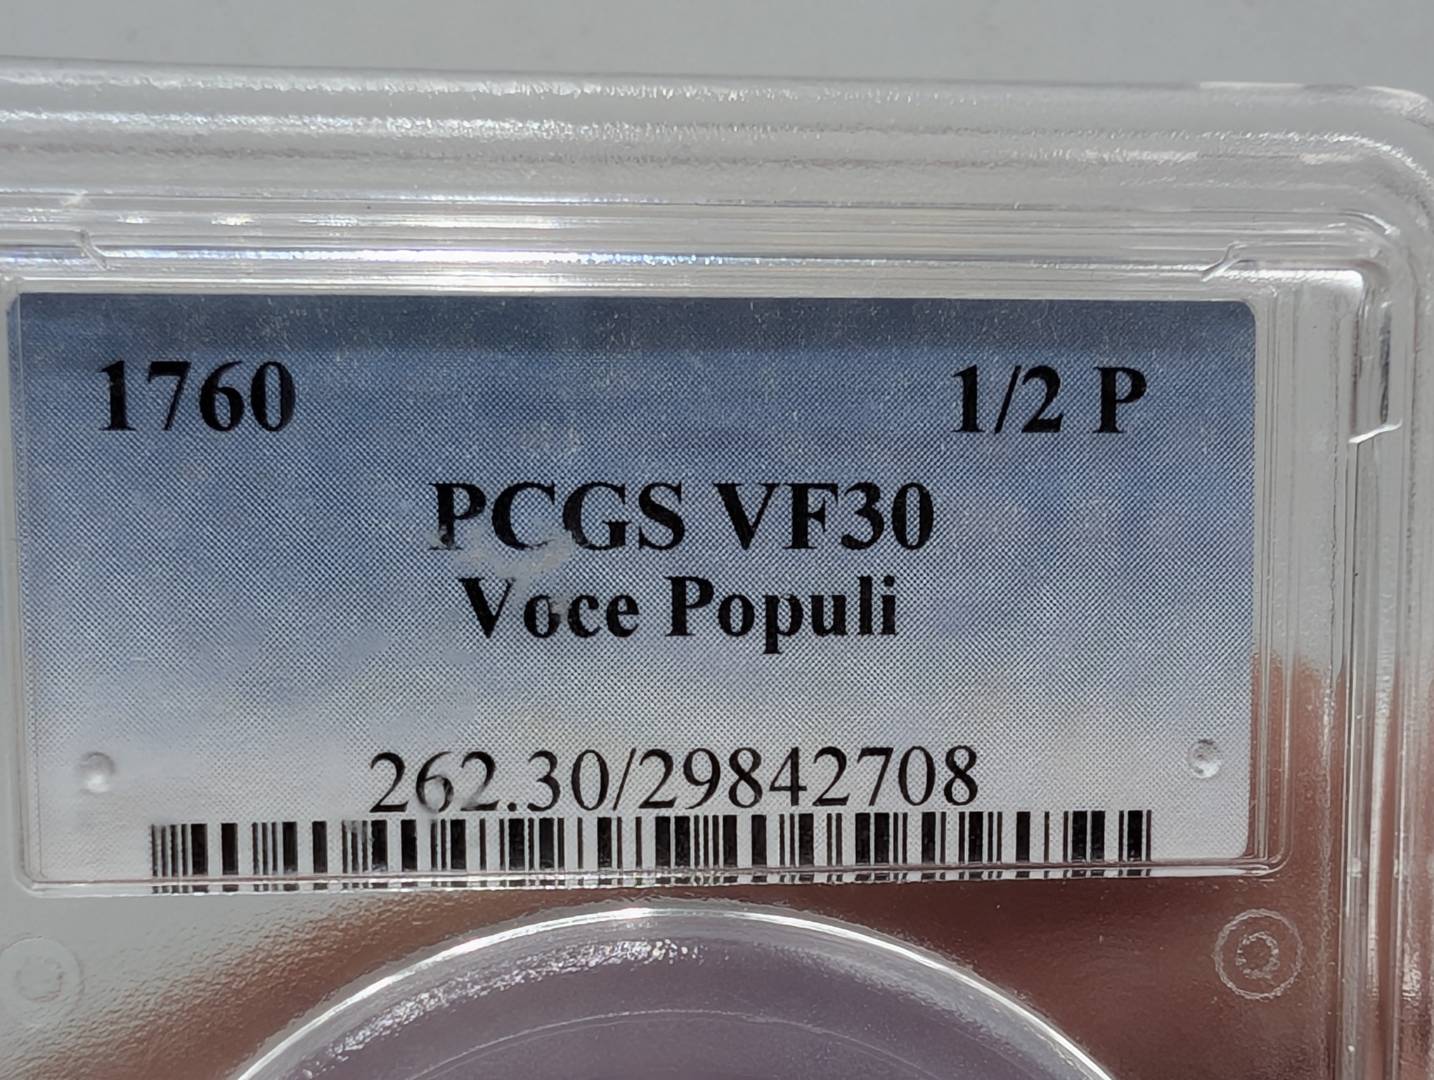 1760 1/2 P
PCGS VF30
Voce Populi
262.30/29842708